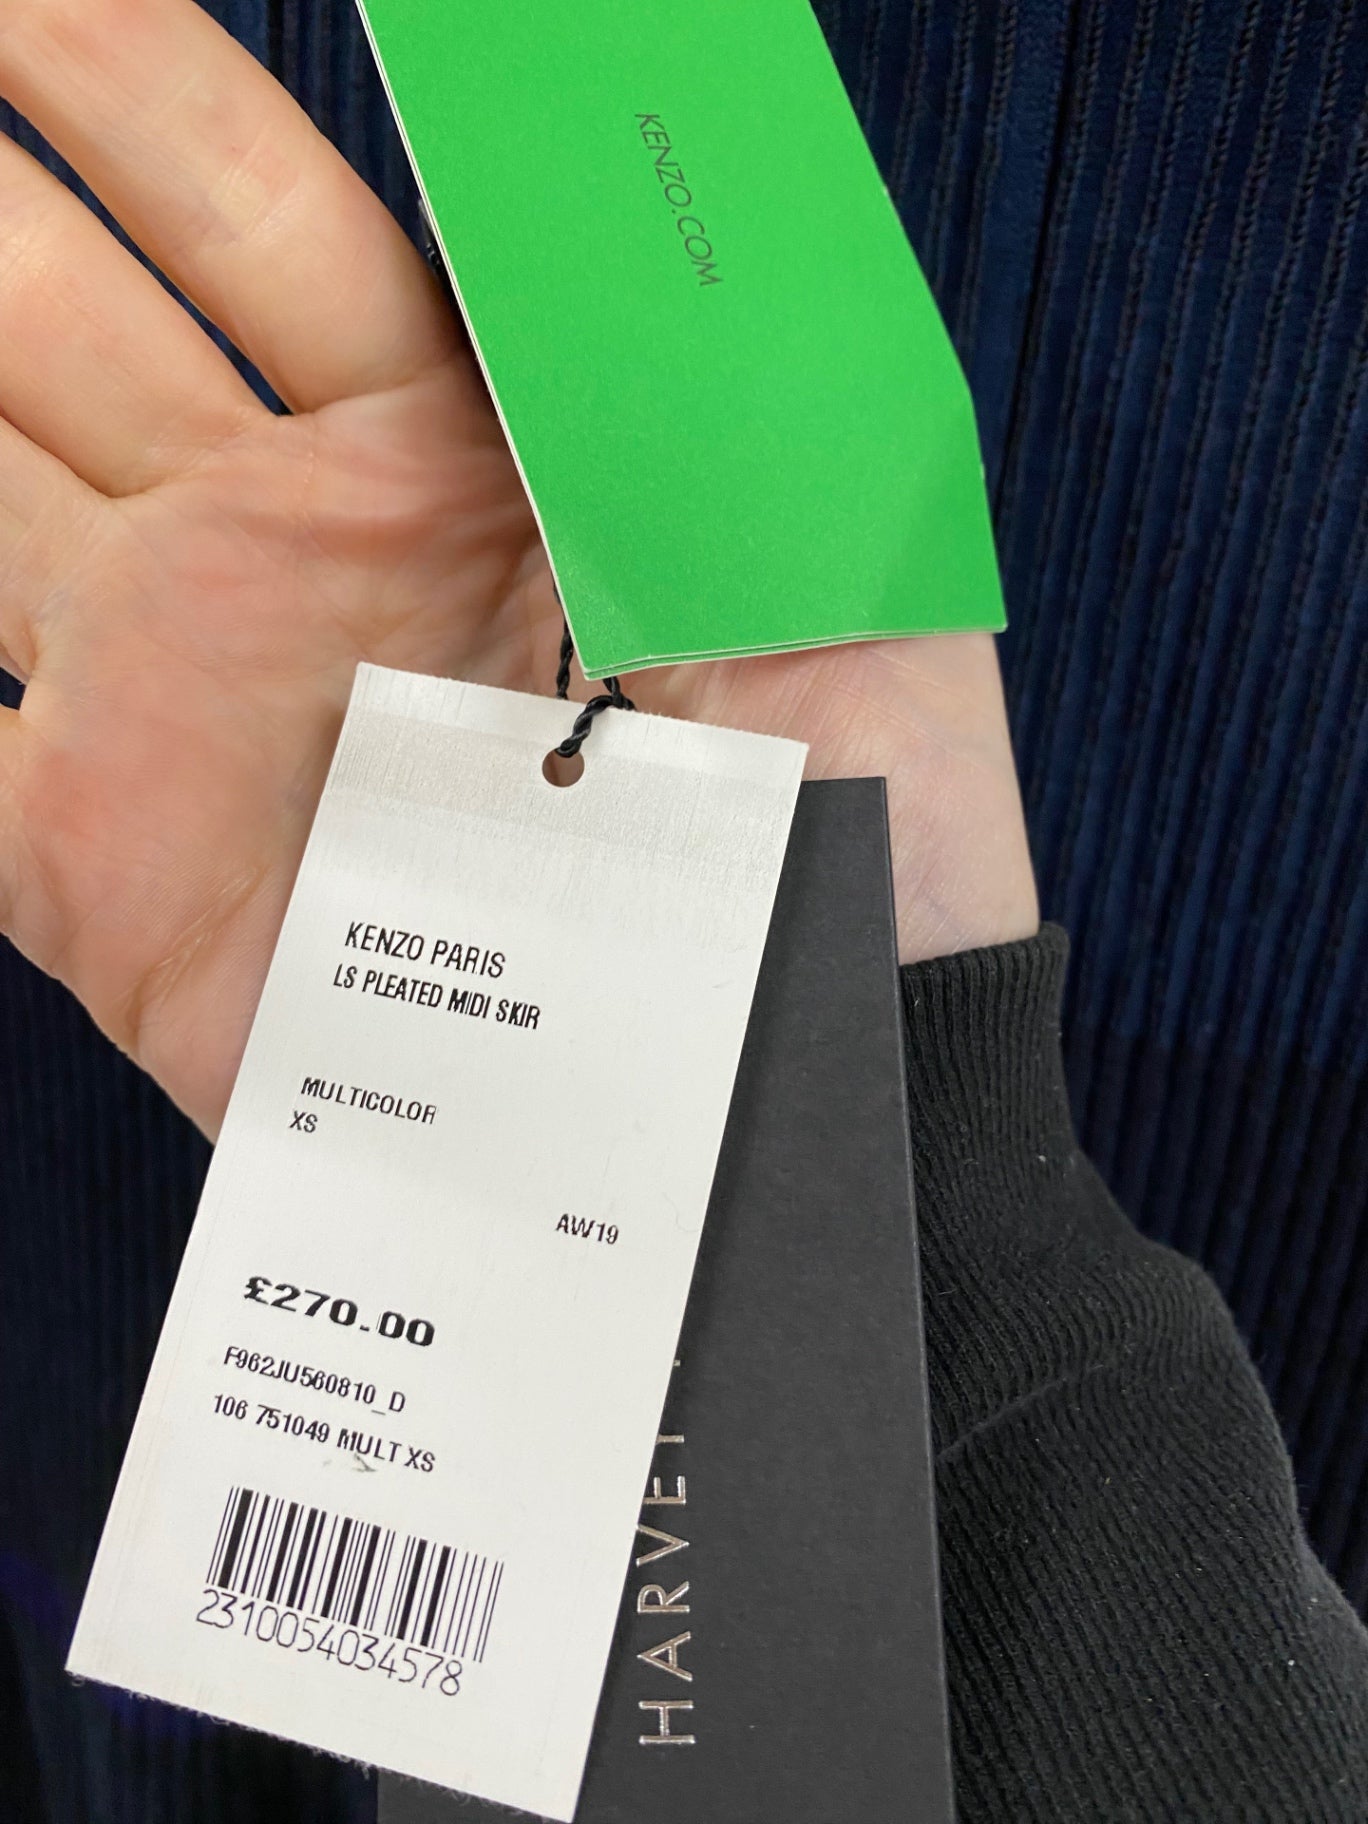 KENZO.COM
KENZO PARIS
LS PLEATED MIDI SKIR
MULTICOLOR
XS
AW19
£270.00
F962JU560810_D
106 751049 MULT XS
2310054034578
HARVEY